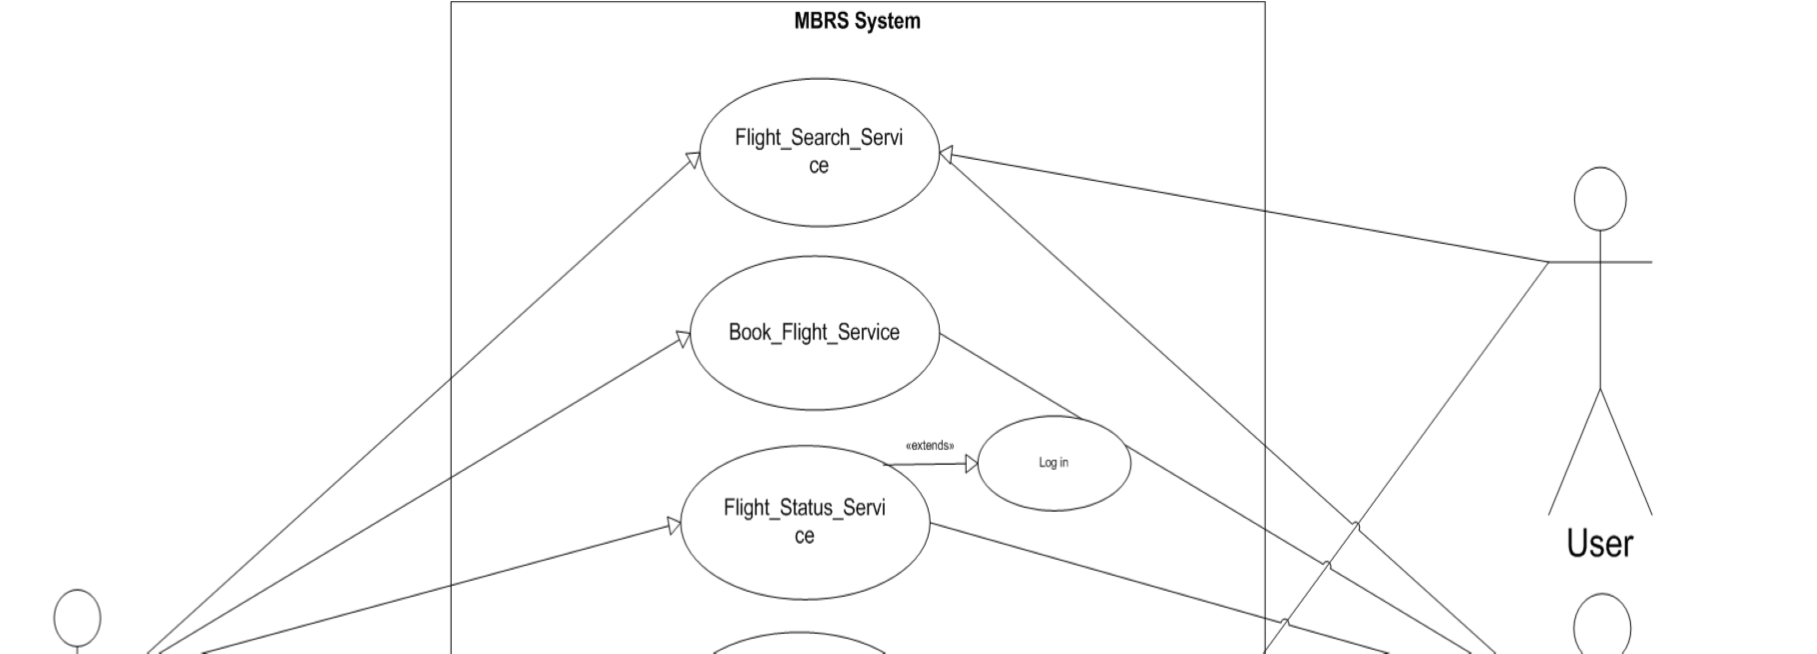 MBRS System
Flight_Search_Servi
ce
Book_Flight_Service
«extends»
Log in
Flight_Status_Servi
ce
User